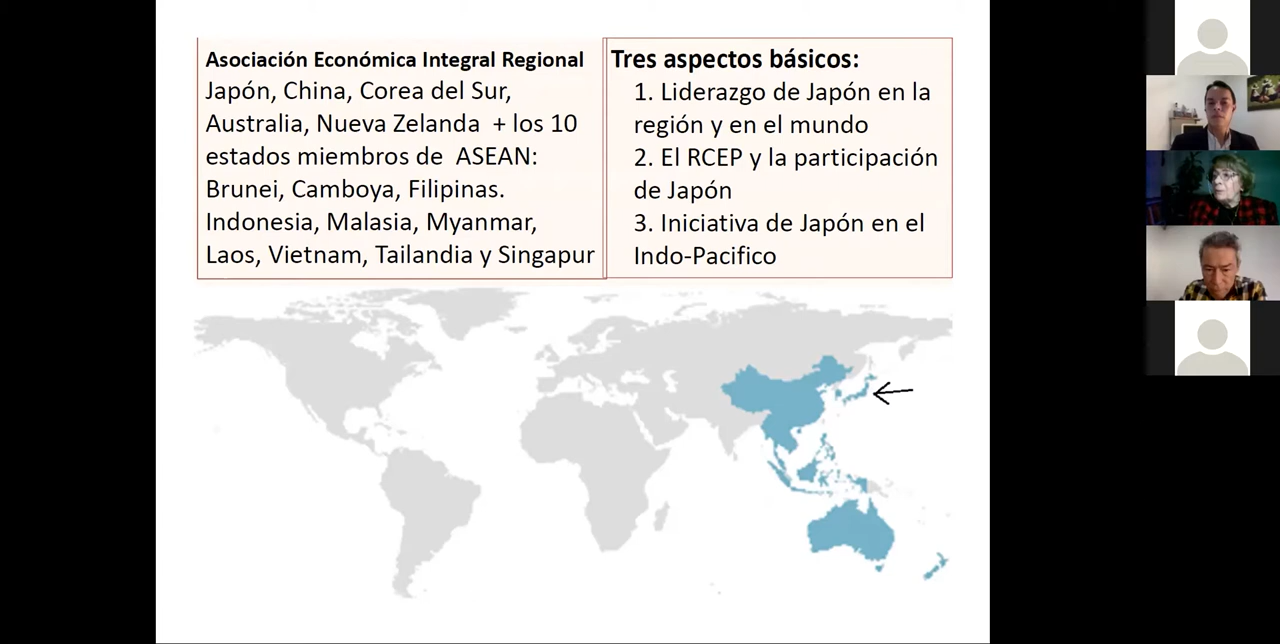 Asociación Económica Integral Regional
Japón, China, Corea del Sur,
Australia, Nueva Zelanda + los 10
estados miembros de ASEAN:
Brunei, Camboya, Filipinas.
Indonesia, Malasia, Myanmar,
Laos, Vietnam, Tailandia y Singapur
Tres aspectos básicos:
1. Liderazgo de Japón en la
región y en el mundo
2. El RCEP y la participación
de Japón
3. Iniciativa de Japón en el
Indo-Pacifico